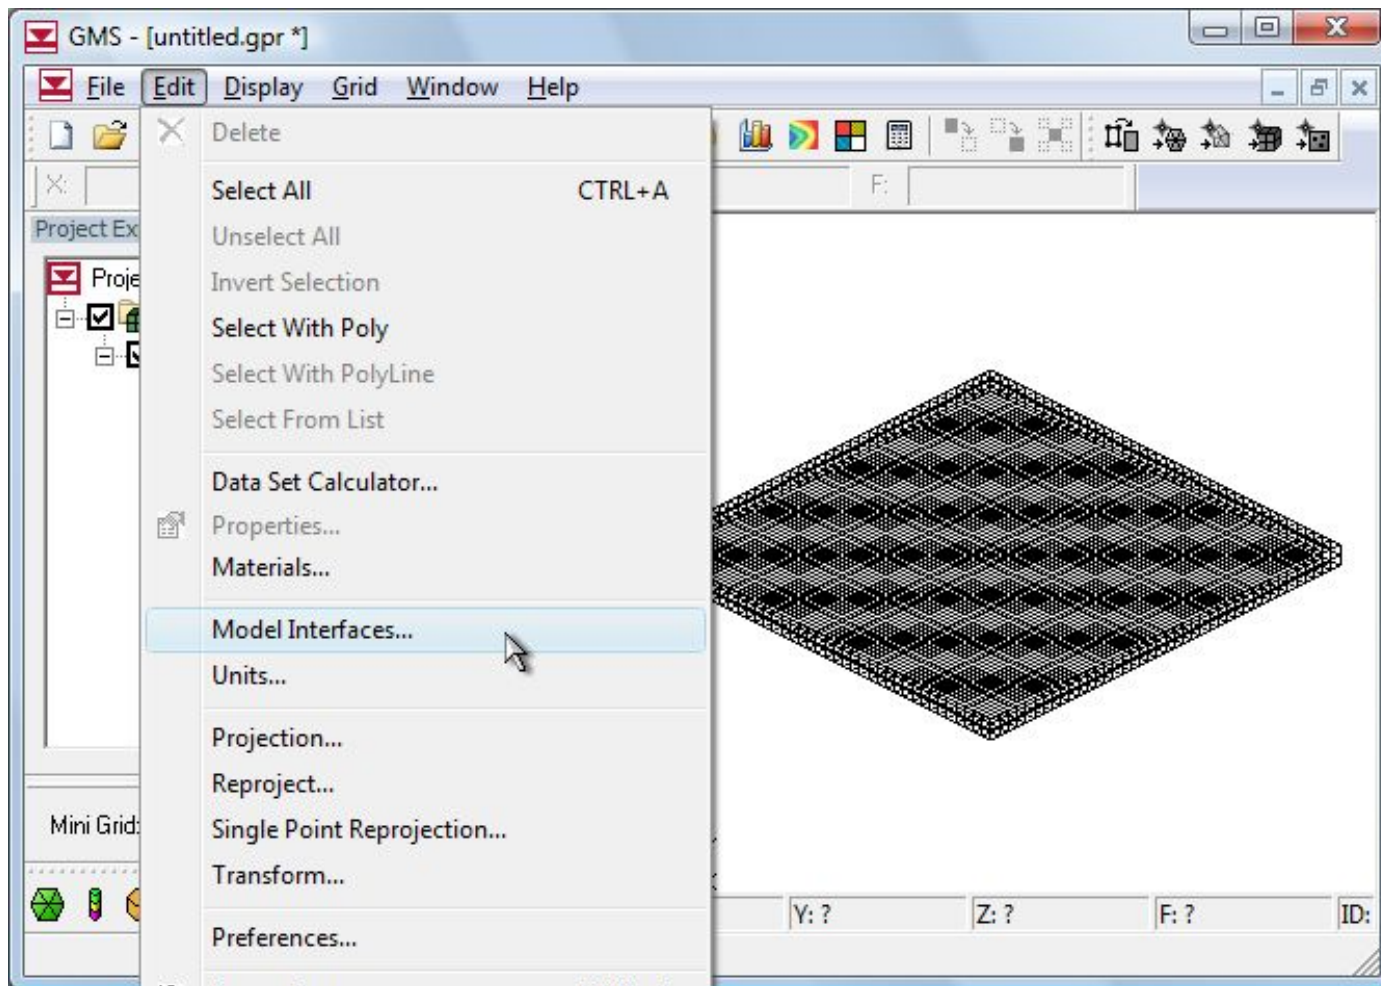 GMS - [untitled.gpr *]
File Edit Display Grid Window Help
Delete
X: F:
Select All CTRL+A
Project Ex
Unselect All
Proje
Invert Selection
Select With Poly
Select With PolyLine
Select From List
Data Set Calculator...
Properties...
Materials...
Model Interfaces...
Units...
Projection...
Reproject...
Mini Grid:
Single Point Reprojection...
Transform...
Y: ? Z: ? F: ? ID:
Preferences...